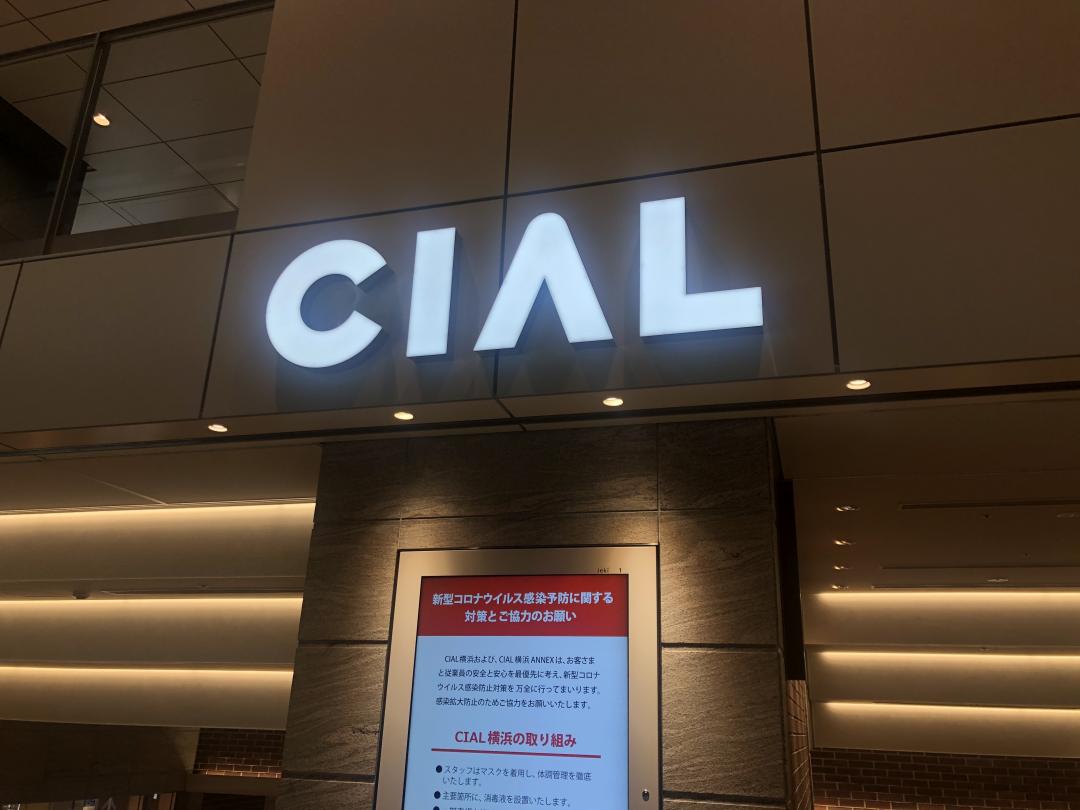 CIAL
jeki 1
新型コロナウイルス感染予防に関する
対策とご協力のお願い
CIAL横浜および、CIAL横浜ANNEXは、お客さま
と従業員の安全と安心を最優先に考え、新型コロナ
ウイルス感染防止対策を万全に行ってまいります。
感染拡大防止のためご協力をお願いいたします。
CIAL横浜の取り組み
●スタッフはマスクを着用し、体調管理を徹底
いたします。
●主要箇所に、消毒液を設置いたします。